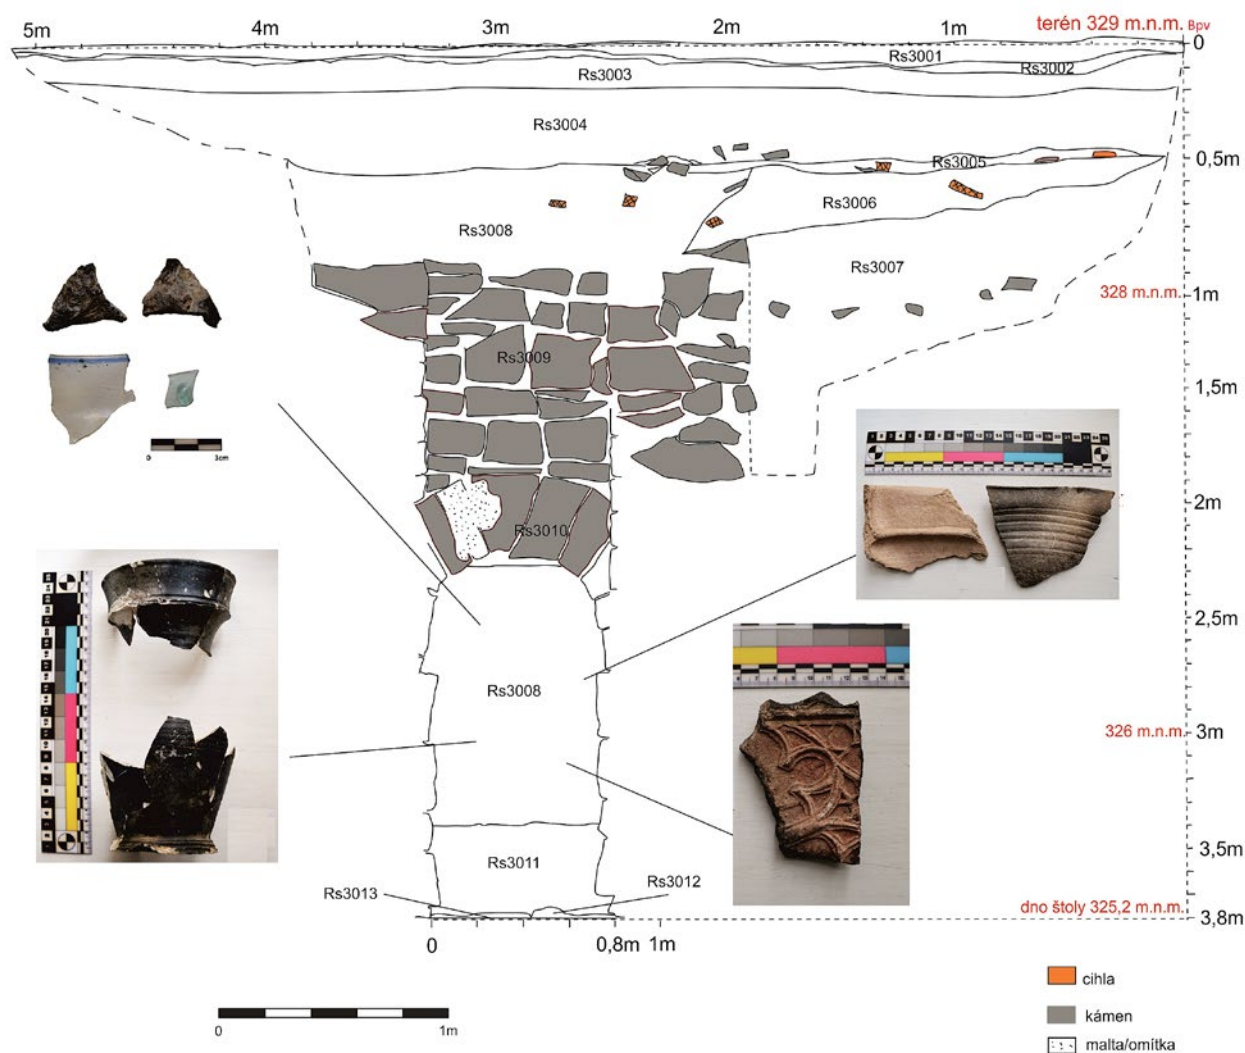 5m 4m 3m 2m 1m
terén 329 m.n.m. Bpv
0
Rs3001
Rs3002
Rs3003
Rs3004
Rs3005
0,5m
Rs3006
Rs3008
Rs3007
328 m.n.m. 1m
Rs3009
1,5m
0 3cm
2m
Rs3010
2,5m
Rs3008
326 m.n.m. 3m
3,5m
Rs3011
Rs3013
Rs3012
dno štoly 325,2 m.n.m. 3,8m
0 0,8m 1m
0 1m
cihla
kámen
malta/omítka